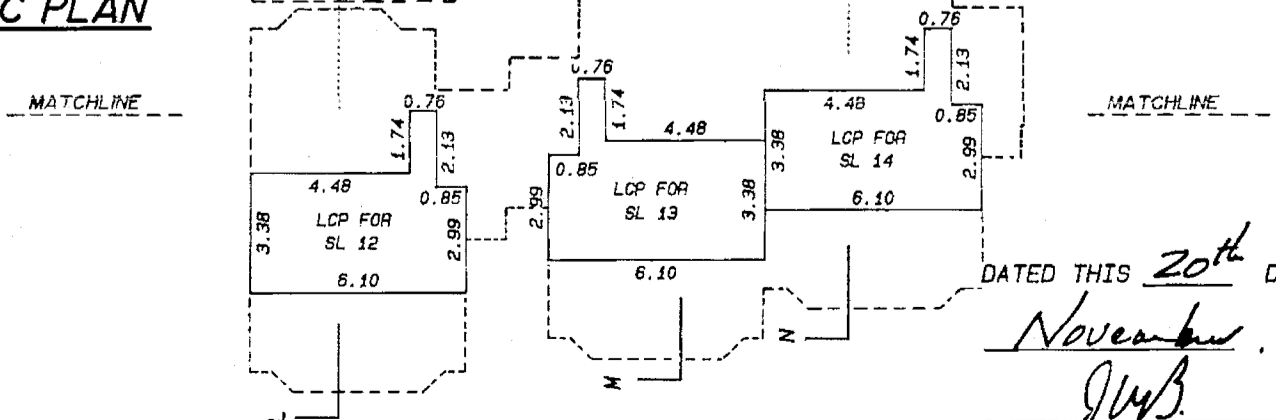 C PLAN
MATCHLINE
MATCHLINE
0.76
1.74
2.13
4.48
0.85
3.38
LCP FOR
SL 12
2.99
6.10
0.76
2.13
1.74
4.48
0.85
2.99
LCP FOR
SL 13
3.38
6.10
0.76
1.74
2.13
4.48
0.85
3.38
LCP FOR
SL 14
2.99
6.10
M
N
DATED THIS 20th D
November .